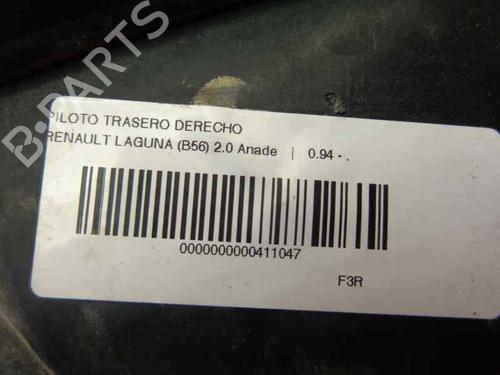 PILOTO TRASERO DERECHO
RENAULT LAGUNA (B56) 2.0 Anade | 0.94 - .
0000000000411047
F3R
B-PARTS